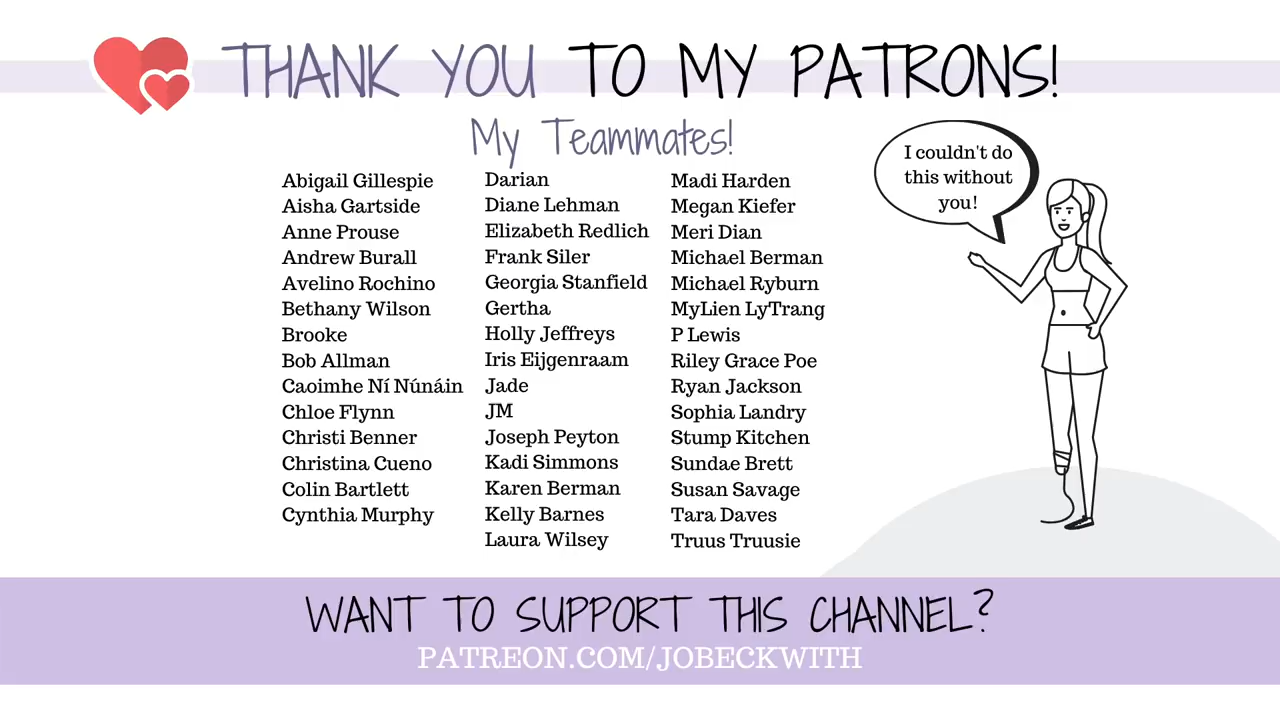 THANK YOU TO MY PATRONS!
My Teammates!
Abigail Gillespie
Aisha Gartside
Anne Prouse
Andrew Burall
Avelino Rochino
Bethany Wilson
Brooke
Bob Allman
Caoimhe Ní Núnáin
Chloe Flynn
Christi Benner
Christina Cueno
Colin Bartlett
Cynthia Murphy
Darian
Diane Lehman
Elizabeth Redlich
Frank Siler
Georgia Stanfield
Gertha
Holly Jeffreys
Iris Eijgenraam
Jade
JM
Joseph Peyton
Kadi Simmons
Karen Berman
Kelly Barnes
Laura Wilsey
Madi Harden
Megan Kiefer
Meri Dian
Michael Berman
Michael Ryburn
MyLien LyTrang
P Lewis
Riley Grace Poe
Ryan Jackson
Sophia Landry
Stump Kitchen
Sundae Brett
Susan Savage
Tara Daves
Truus Truusie
I couldn't do
this without
you!
WANT TO SUPPORT THIS CHANNEL?
PATREON.COM/JOBECKWITH